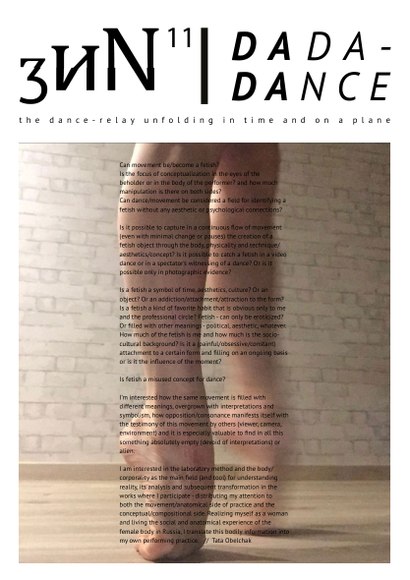 ЗИN 11 DADA-
DANCE
the dance-relay unfolding in time and on a plane
Can movement be/become a fetish?
Is the focus of conceptualisation in the eyes of the
beholder or in the body of the performer? and how much
manipulation is there on both sides?
Can dance/movement be considered a field for identifying a
fetish without any aesthetic or psychological connections?
Is it possible to capture in a continuous flow of movement
(even with minimal change or pauses) the creation of a
fetish object through the body, physicality and technique/
aesthetics/concept? Is it possible to catch a fetish in a video
dance or in a spectator's witnessing of a dance? Or is it
possible only in photographic evidence?
Is fetish a symbol of time, aesthetics, culture? Or an
object? Or an addiction/attachment/attraction to the form?
Is fetish a kind of favorite habit that is obvious only to me
and the professional circle? Fetish - can only be eroticized?
Or filled with other meanings - political, aesthetic, whatever.
How much of the fetish is me and how much is the socio-
cultural background? Is it a (painful/obsessive/constant)
attachment to a certain form and filling on an ongoing basis
or is it the influence of the moment?
Is fetish a misused concept for dance?
I'm interested how the same movement is filled with
different meanings, overgrown with interpretations and
symbolism, how opposition/consonance manifests itself with
the testimony of this movement by others (viewer, camera,
environment) and it is especially valuable to find in all this
something absolutely empty (devoid of interpretations) or
alien.
I am interested in the laboratory method and the body/
corporality as the main field (and tool) for understanding
reality, its analysis and subsequent transformation in the
works where I participate - distributing my attention to
both the movement/anatomical side of practice and the
conceptual/compositional side. Realizing myself as a woman
and living the social and anatomical experience of the
female body in Russia, I translate this bodily information into
my own performing practice. // Tata Obelchak